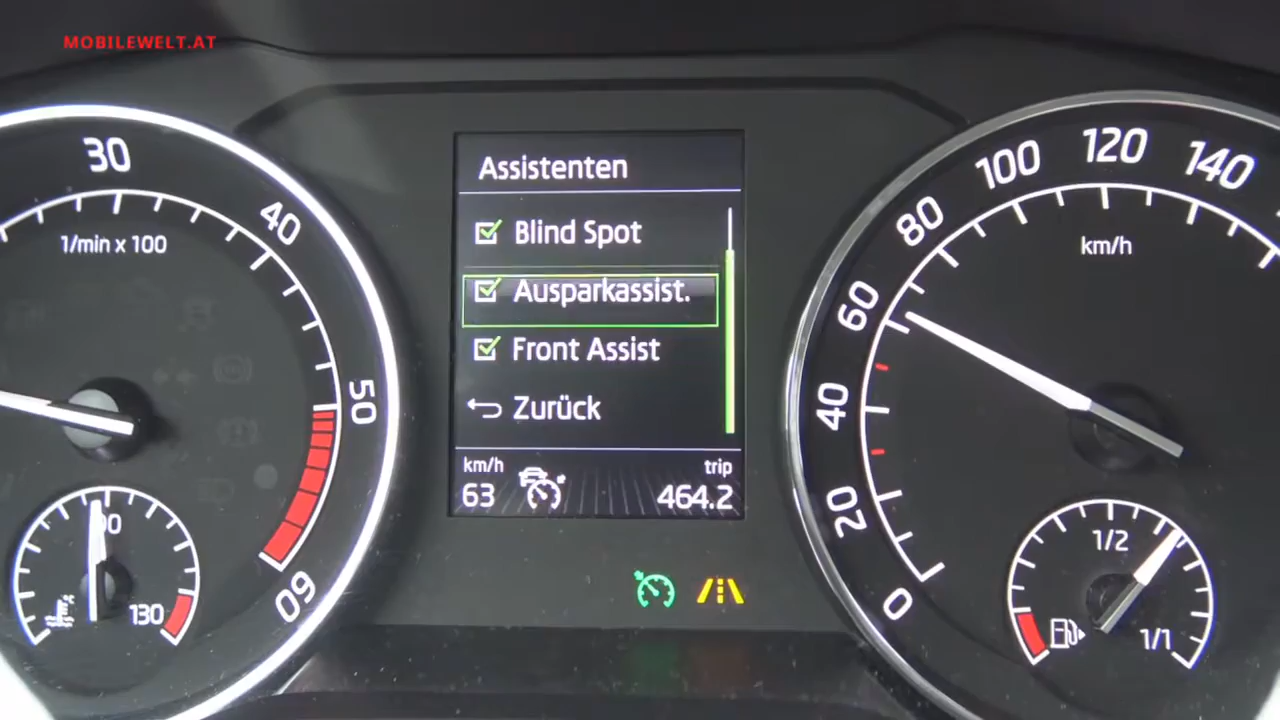 MOBILEWELT.AT
30
40
50
60
1/min x 100
90
130
Assistenten
Blind Spot
Ausparkassist.
Front Assist
Zurück
km/h
63
trip
464.2
0
20
40
60
80
100
120
140
km/h
1/2
1/1